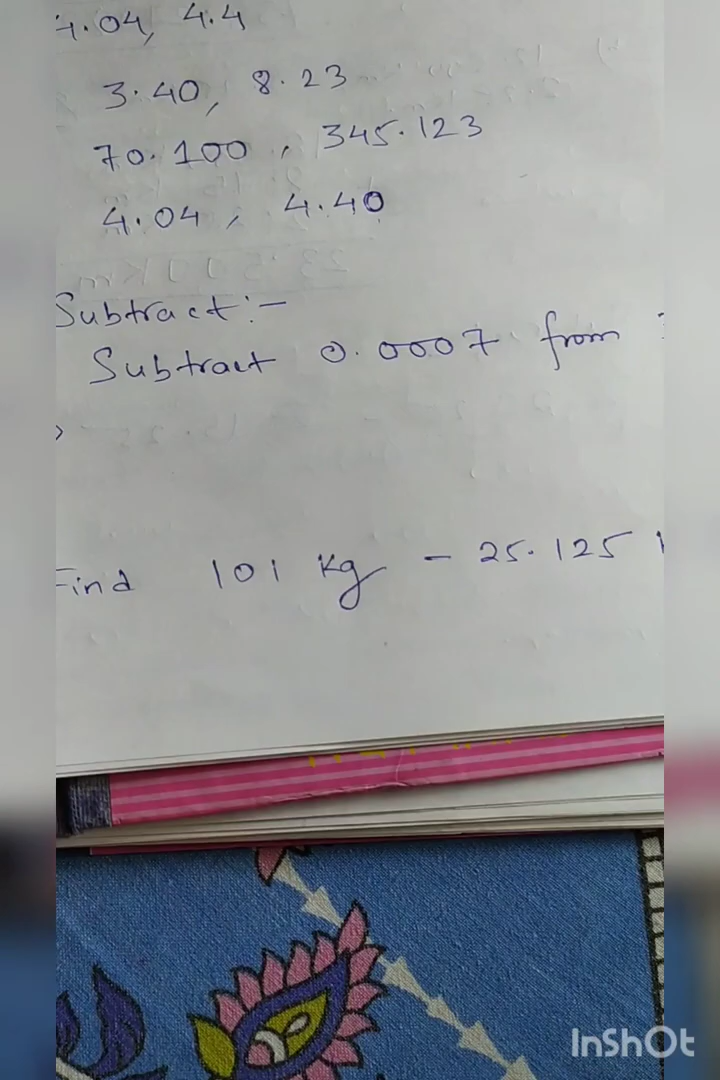 4.04, 4.4
3.40, 8.23
70.100, 345.123
4.04, 4.40
Subtract:-
Subtract 0.0007 from
Find 101 Kg - 25.125
InShOt